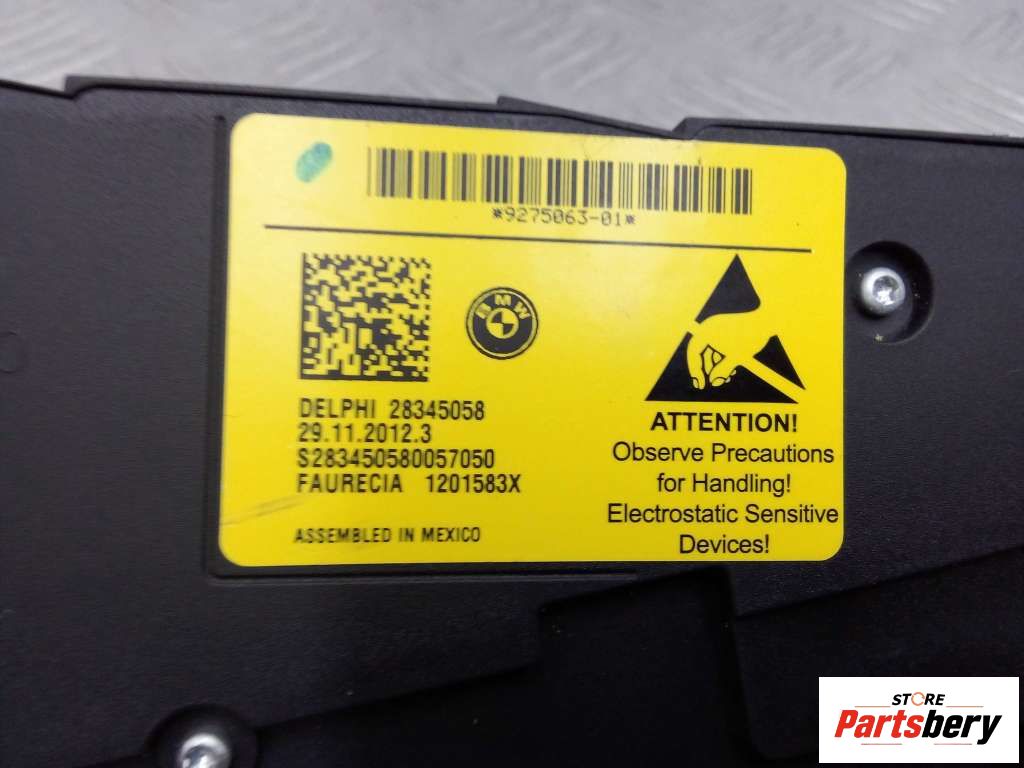 *9275063-01*
BMW
DELPHI 28345058
29.11.2012.3
S283450580057050
FAURECIA 1201583X
ASSEMBLED IN MEXICO
ATTENTION!
Observe Precautions
for Handling!
Electrostatic Sensitive
Devices!
STORE
Partsbery